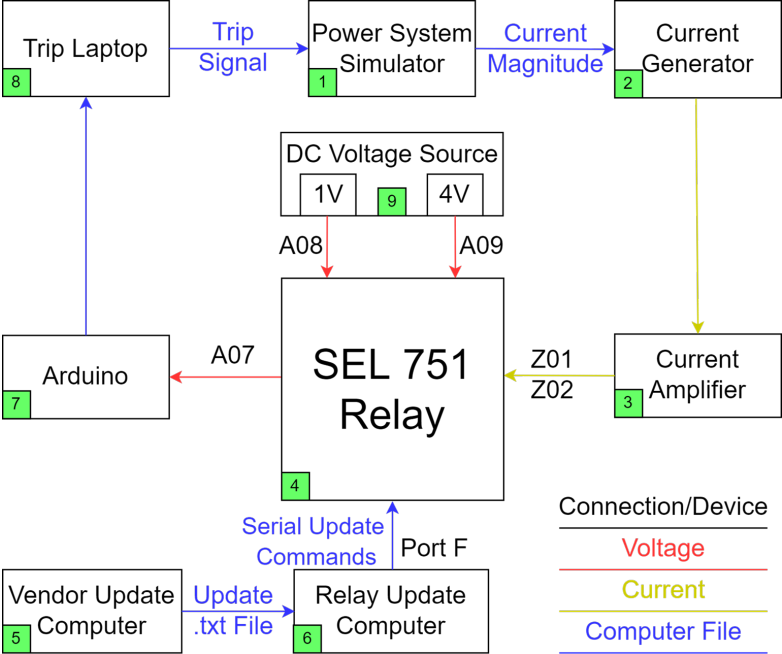 Trip Laptop
8
Trip
Signal
Power System
Simulator
1
Current
Magnitude
Current
Generator
2
DC Voltage Source
1V
9
4V
A08
A09
SEL 751
Relay
4
A07
Arduino
7
Z01
Z02
Current
Amplifier
3
Serial Update
Commands
Port F
Vendor Update
Computer
5
Update
.txt File
Relay Update
Computer
6
Connection/Device
Voltage
Current
Computer File